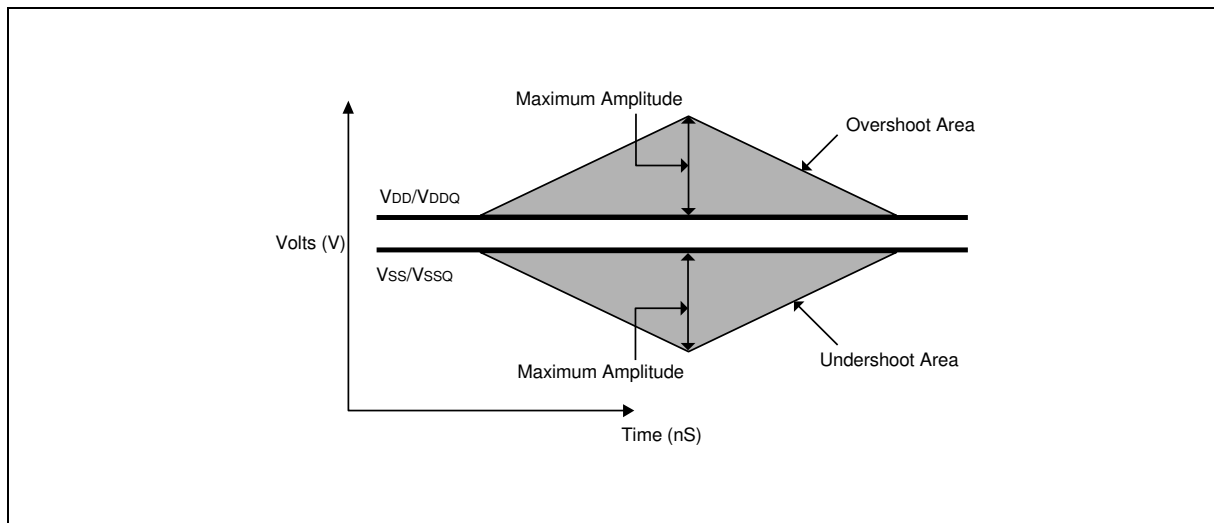 Maximum Amplitude
Overshoot Area
VDD/VDDQ
Volts (V)
VSS/VSSQ
Maximum Amplitude
Undershoot Area
Time (nS)